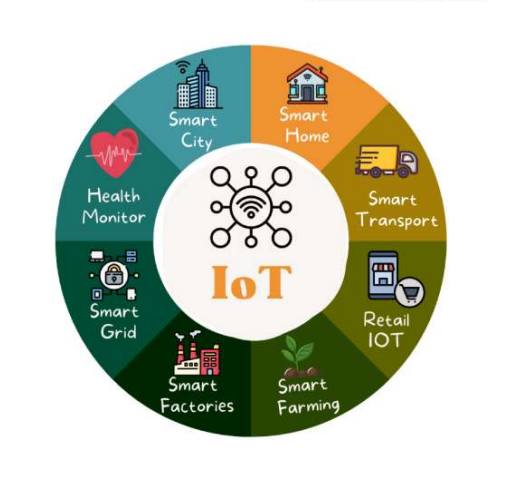 Smart
City
Smart
Home
Health
Monitor
Smart
Transport
IoT
Smart
Grid
Retail
IOT
Smart
Factories
Smart
Farming